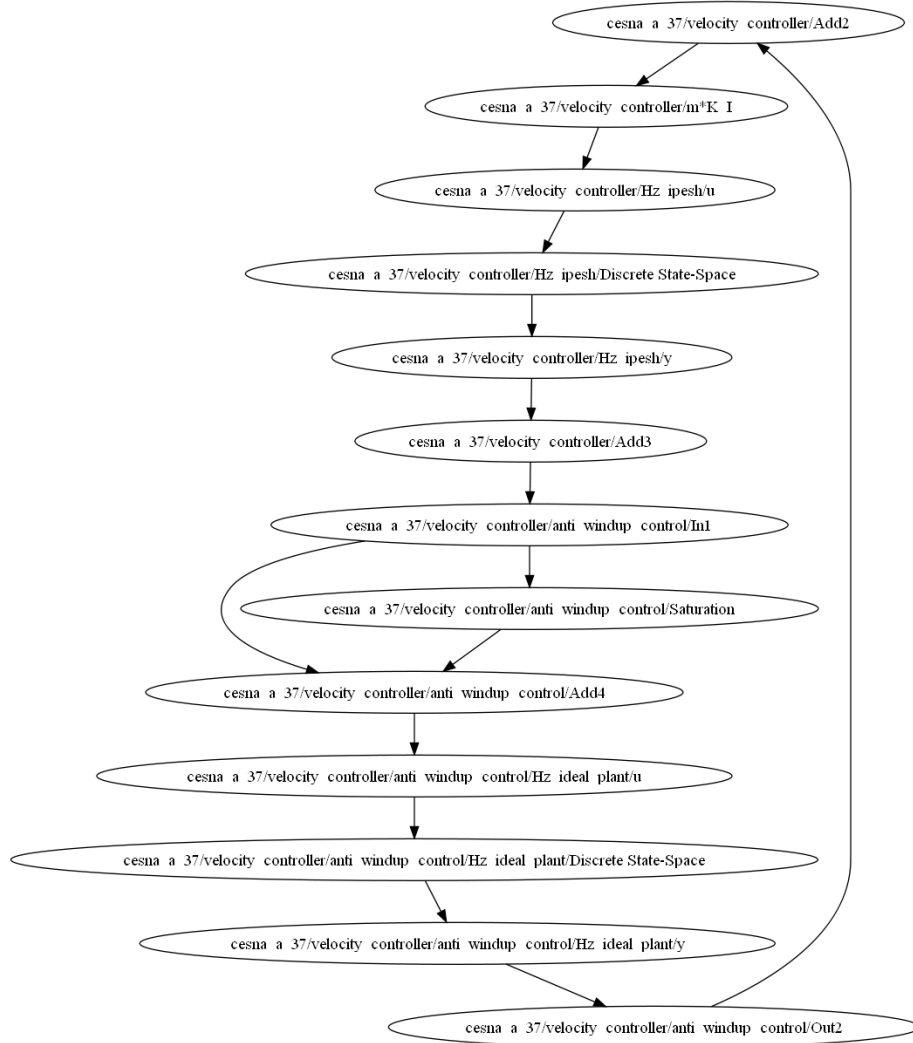 cesna a 37/velocity controller/Add2
cesna a 37/velocity controller/m*K I
cesna a 37/velocity controller/Hz ipesh/u
cesna a 37/velocity controller/Hz ipesh/Discrete State-Space
cesna a 37/velocity controller/Hz ipesh/y
cesna a 37/velocity controller/Add3
cesna a 37/velocity controller/anti windup control/In1
cesna a 37/velocity controller/anti windup control/Saturation
cesna a 37/velocity controller/anti windup control/Add4
cesna a 37/velocity controller/anti windup control/Hz ideal plant/u
cesna a 37/velocity controller/anti windup control/Hz ideal plant/Discrete State-Space
cesna a 37/velocity controller/anti windup control/Hz ideal plant/y
cesna a 37/velocity controller/anti windup control/Out2